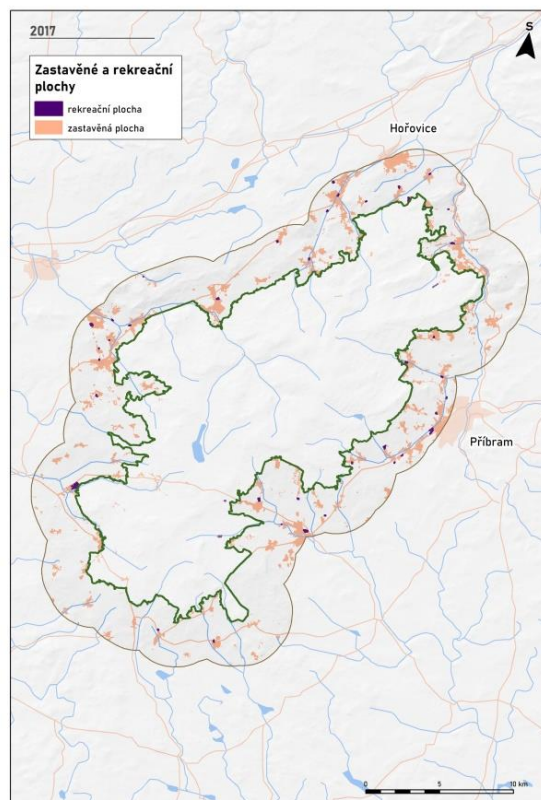 2017
S
Zastavěné a rekreační
plochy
rekreační plocha
zastavěná plocha
Hořovice
Příbram
0 5 10 km